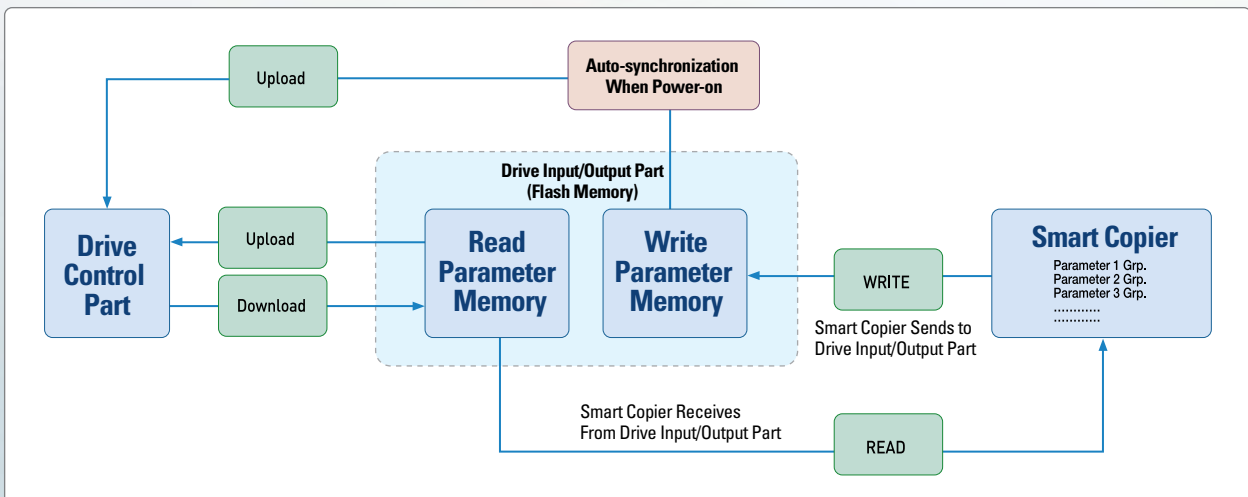 Upload
Auto-synchronization
When Power-on
Drive Input/Output Part
(Flash Memory)
Drive
Control
Part
Upload
Download
Read
Parameter
Memory
Write
Parameter
Memory
WRITE
Smart Copier Sends to
Drive Input/Output Part
Smart Copier
Parameter 1 Grp.
Parameter 2 Grp.
Parameter 3 Grp.
............
............
Smart Copier Receives
From Drive Input/Output Part
READ